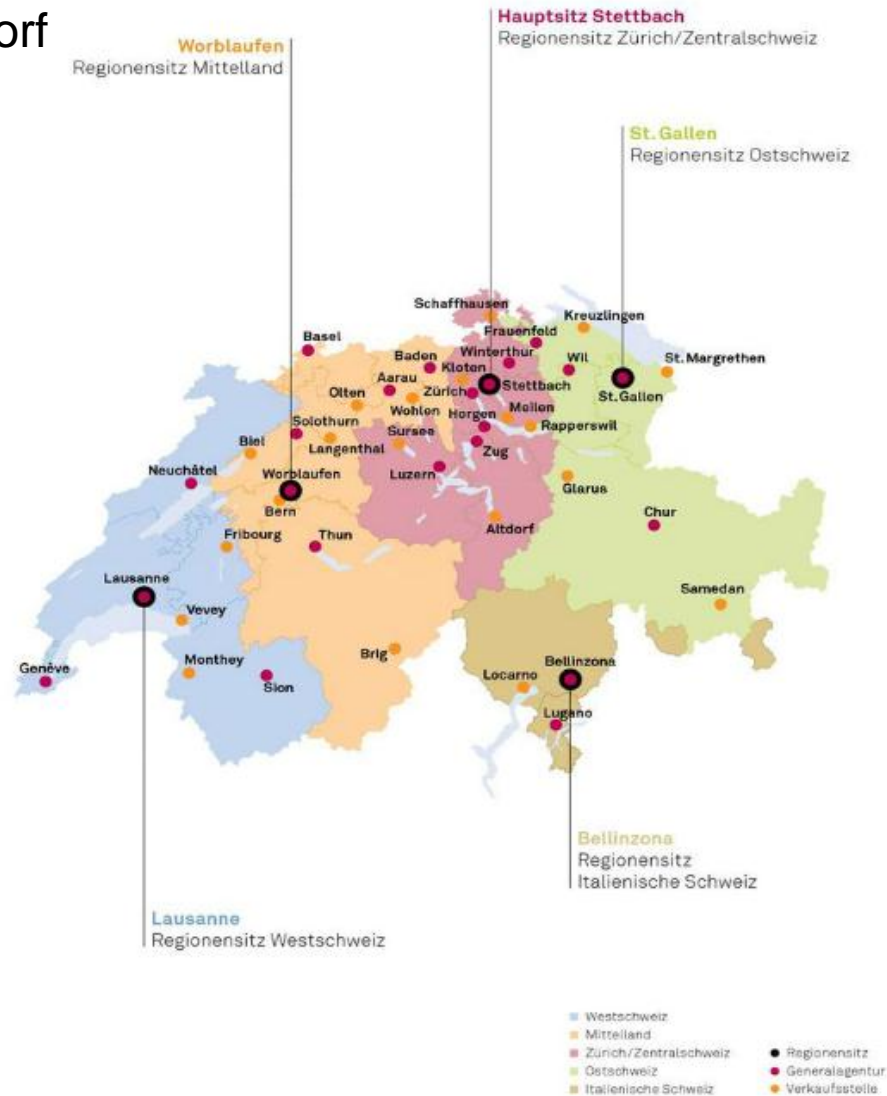 orf
Hauptsitz Stettbach
Regionensitz Zürich/Zentralschweiz
Worblaufen
Regionensitz Mittelland
St. Gallen
Regionensitz Ostschweiz
Schaffhausen
Kreuzlingen
Frauenfeld
Basel
Winterthur
Baden
Kloten
Wil
St. Margrethen
Aarau
Stettbach
Zürich
Olten
St. Gallen
Wohlen
Horgen
Meilen
Solothurn
Sursee
Rapperswil
Biel
Langenthal
Zug
Neuchâtel
Worblaufen
Luzern
Glarus
Bern
Chur
Altdorf
Fribourg
Thun
Lausanne
Samedan
Vevey
Brig
Monthey
Bellinzona
Genève
Locarno
Sion
Lugano
Bellinzona
Regionensitz
Italienische Schweiz
Lausanne
Regionensitz Westschweiz
Westschweiz
Mittelland
Zürich/Zentralschweiz
Ostschweiz
Italienische Schweiz
Regionensitz
Generalagentur
Verkaufsstelle